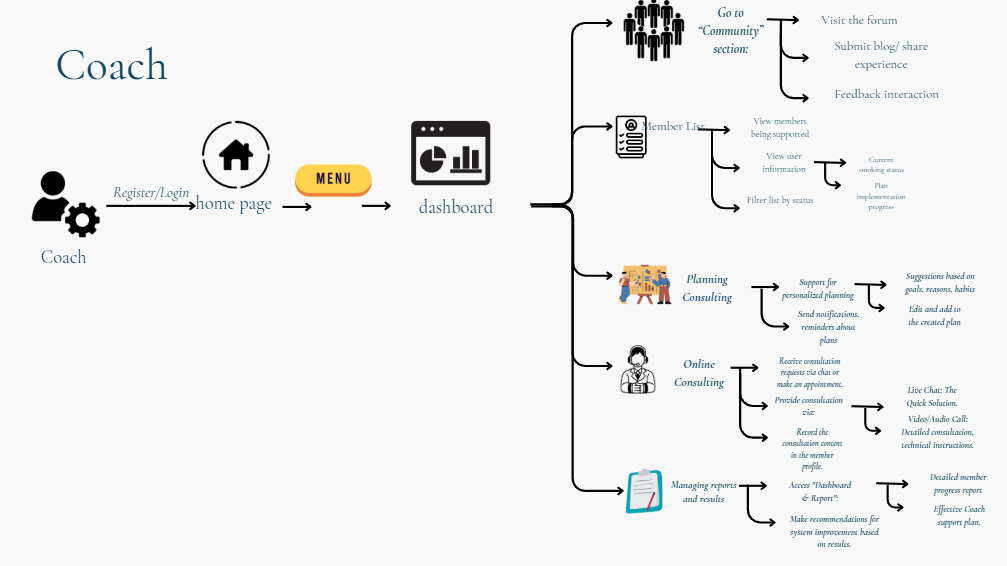 Coach
Coach
Register/Login
home page
MENU
dashboard
Go to
“Community”
section:
Visit the forum
Submit blog/ share
experience
Feedback interaction
Member List
View members
being supported
View user
information
Filter list by status
Current
smoking status
Plan
implementation
progress
Planning
Consulting
Support for
personalized planning
Send notifications,
reminders about
plans
Suggestions based on
goals, reasons, habits
Edit and add to
the created plan
Online
Consulting
Receive consultation
requests via chat or
make an appointment.
Provide consultation
via:
Record the
consultation content
in the member
profile.
Live Chat: The
Quick Solution.
Video/Audio Call:
Detailed consultation,
technical instructions.
Managing reports
and results
Access "Dashboard
& Report":
Make recommendations for
system improvement based
on results.
Detailed member
progress report
Effective Coach
support plan.